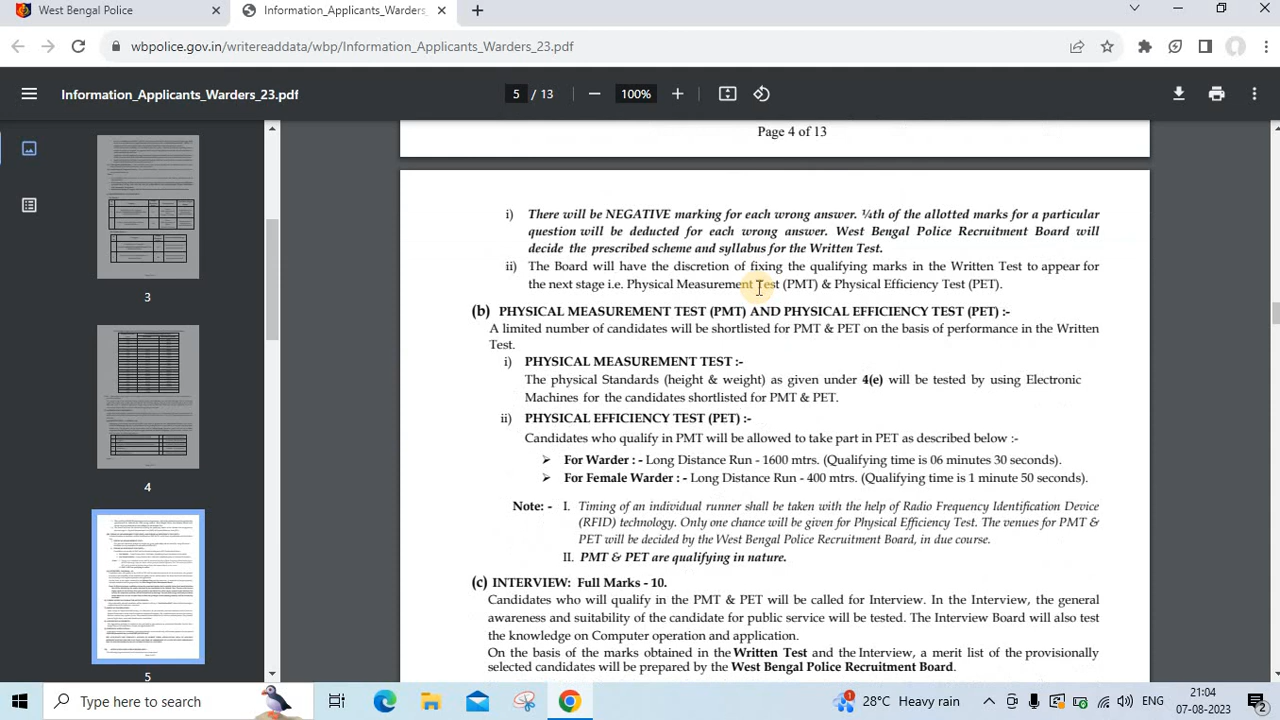 West Bengal Police
Information_Applicants_Warders_
wbpolice.gov.in/writereaddata/wbp/Information_Applicants_Warders_23.pdf
Information_Applicants_Warders_23.pdf
5 / 13
100%
Page 4 of 13
i) There will be NEGATIVE marking for each wrong answer. ¼th of the allotted marks for a particular
question will be deducted for each wrong answer. West Bengal Police Recruitment Board will
decide the prescribed scheme and syllabus for the Written Test.
ii) The Board will have the discretion of fixing the qualifying marks in the Written Test to appear for
the next stage i.e. Physical Measurement Test (PMT) & Physical Efficiency Test (PET).
(b) PHYSICAL MEASUREMENT TEST (PMT) AND PHYSICAL EFFICIENCY TEST (PET) :-
A limited number of candidates will be shortlisted for PMT & PET on the basis of performance in the Written
Test.
i) PHYSICAL MEASUREMENT TEST :-
The physical Standards (height & weight) as given under 4(e) will be tested by using Electronic
Machines for the candidates shortlisted for PMT & PET.
ii) PHYSICAL EFFICIENCY TEST (PET) :-
Candidates who qualify in PMT will be allowed to take part in PET as described below :-
➢ For Warder : - Long Distance Run - 1600 mtrs. (Qualifying time is 06 minutes 30 seconds).
➢ For Female Warder : - Long Distance Run - 400 mtrs. (Qualifying time is 1 minute 50 seconds).
Note: - I. Timing of an individual runner shall be taken with the help of Radio Frequency Identification Device
(RFID) technology. Only one chance will be given for Physical Efficiency Test. The venues for PMT &
PET will be decided by the West Bengal Police Recruitment Board, in due course.
II. PMT & PET are qualifying in nature.
(c) INTERVIEW: Full Marks - 10.
Candidates who will qualify in the PMT & PET will be called for Interview. In the Interview, the general
awareness and suitability of the candidate for public service will be tested. The Interview Board will also test
the knowledge on Computer operation and application.
On the basis of the marks obtained in the Written Test and the Interview, a merit list of the provisionally
selected candidates will be prepared by the West Bengal Police Recruitment Board.
3
4
5
Type here to search
28°C Heavy rain
ENG
21:04
07-08-2023
2